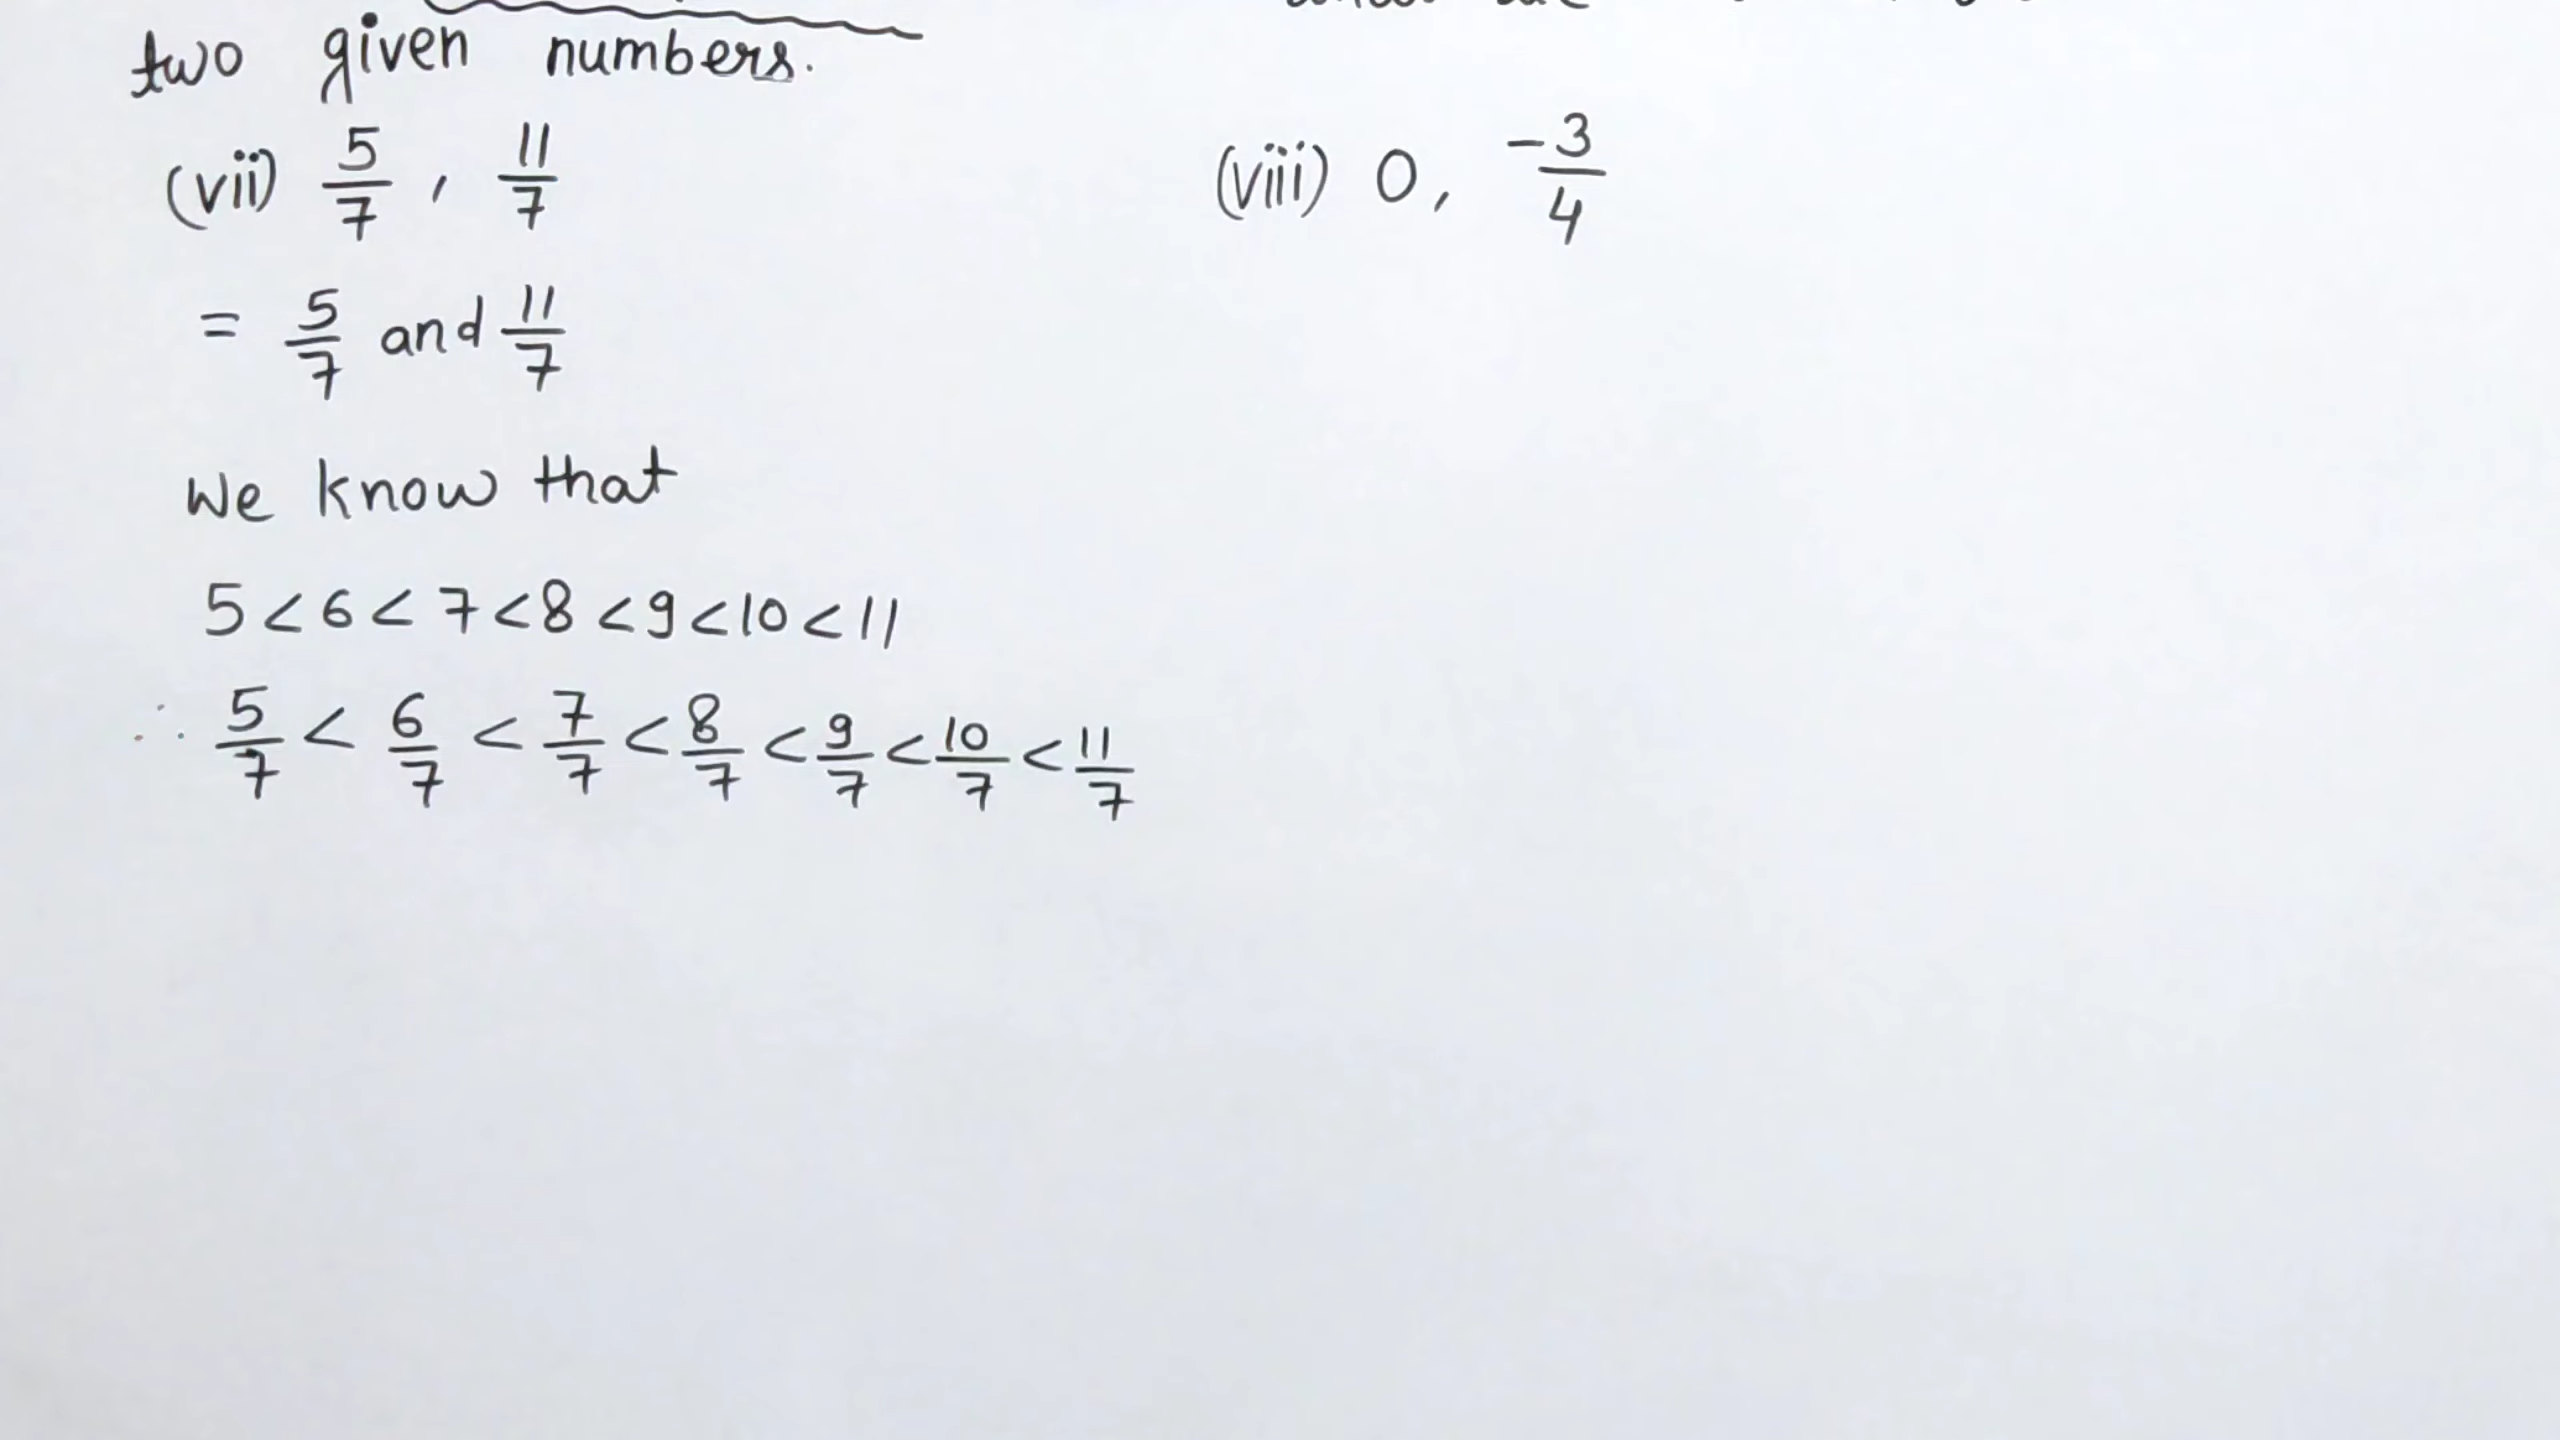 two given numbers.
(vii) 5/7 , 11/7
= 5/7 and 11/7
We know that
5 < 6 < 7 < 8 < 9 < 10 < 11
∴ 5/7 < 6/7 < 7/7 < 8/7 < 9/7 < 10/7 < 11/7
(viii) 0, -3/4